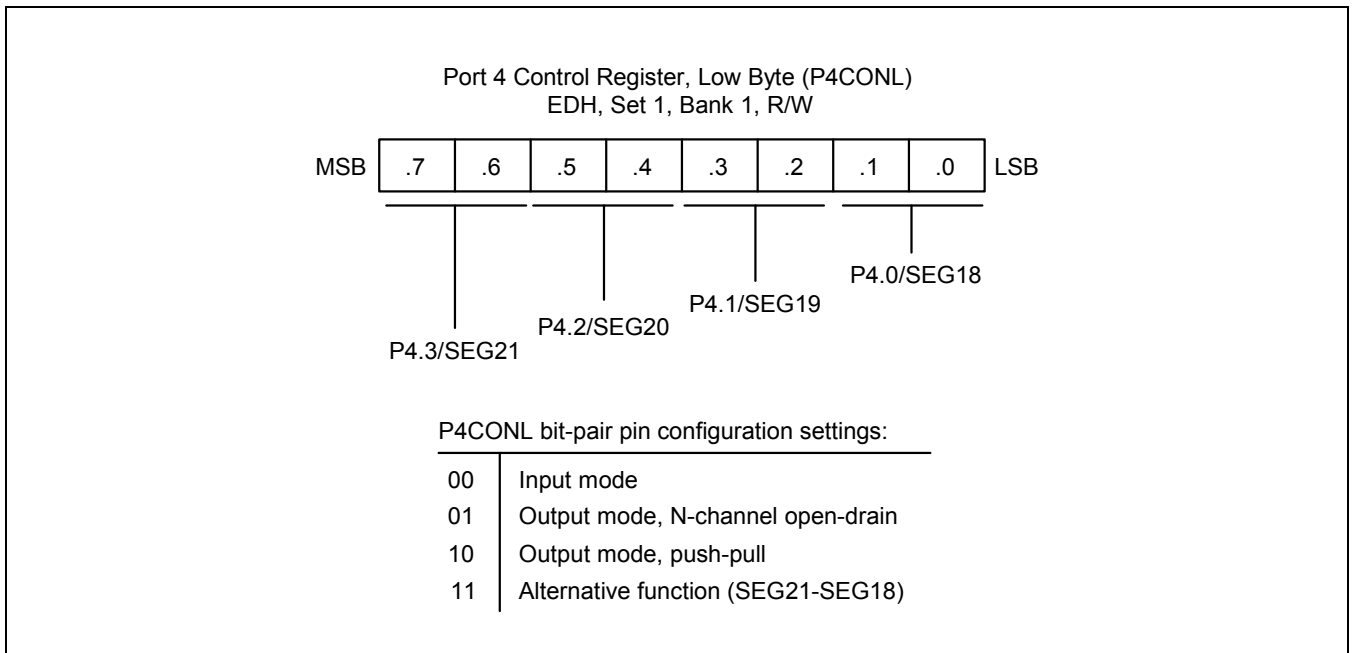 Port 4 Control Register, Low Byte (P4CONL)
EDH, Set 1, Bank 1, R/W
MSB .7 .6 .5 .4 .3 .2 .1 .0 LSB
P4.0/SEG18
P4.1/SEG19
P4.2/SEG20
P4.3/SEG21
P4CONL bit-pair pin configuration settings:
00 Input mode
01 Output mode, N-channel open-drain
10 Output mode, push-pull
11 Alternative function (SEG21-SEG18)